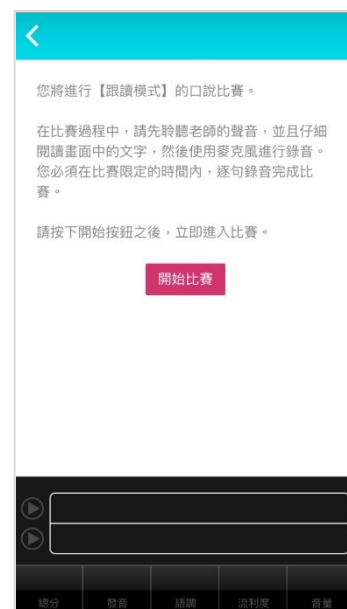 您將進行【跟讀模式】的口說比賽。
在比賽過程中，請先聆聽老師的聲音，並且仔細
閱讀畫面中的文字，然後使用麥克風進行錄音。
您必須在比賽限定的時間內，逐句錄音完成比
賽。
請按下開始按鈕之後，立即進入比賽。
開始比賽
總分 發音 語調 流利度 音量